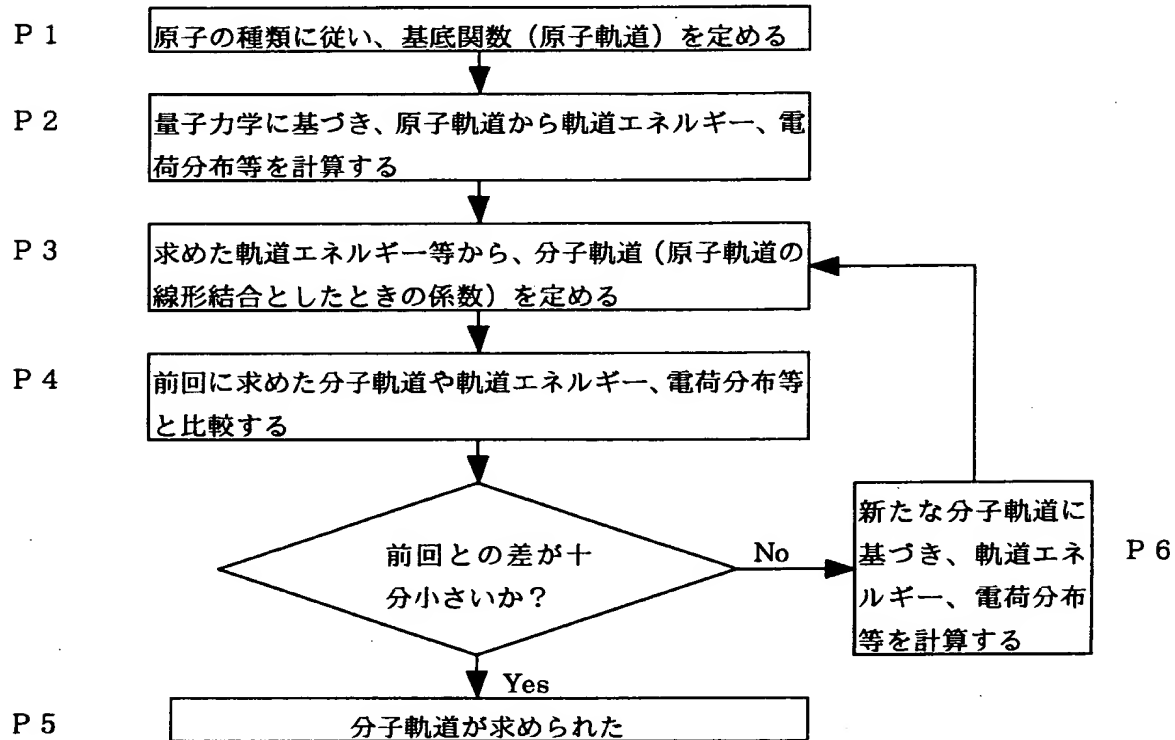 P 1
原子の種類に従い、基底関数（原子軌道）を定める
P 2
量子力学に基づき、原子軌道から軌道エネルギー、電
荷分布等を計算する
P 3
求めた軌道エネルギー等から、分子軌道（原子軌道の
線形結合としたときの係数）を定める
P 4
前回に求めた分子軌道や軌道エネルギー、電荷分布等
と比較する
前回との差が十
分小さいか？
No
新たな分子軌道に
基づき、軌道エネ
ルギー、電荷分布
等を計算する
P 6
Yes
P 5
分子軌道が求められた